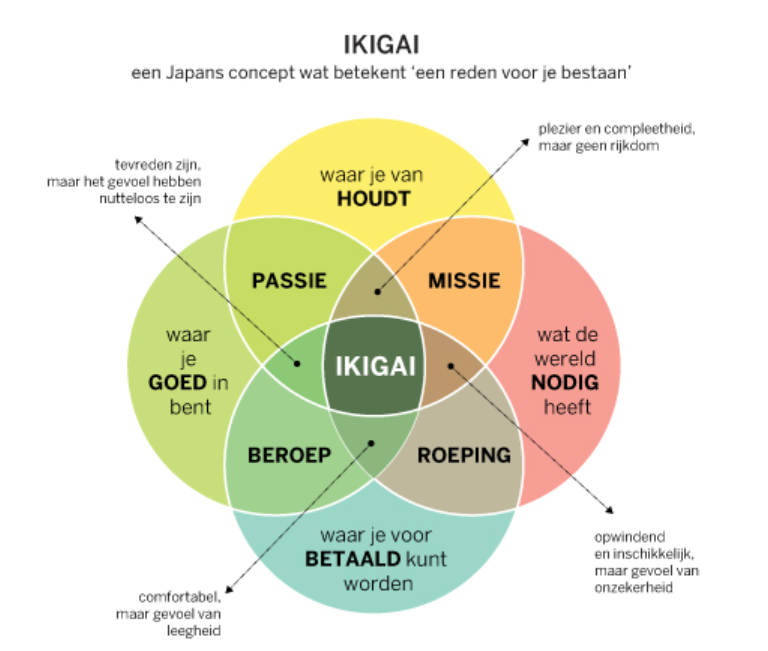 IKIGAI
een Japans concept wat betekent ‘een reden voor je bestaan’
plezier en compleetheid,
maar geen rijkdom
tevreden zijn,
maar het gevoel hebben
nutteloos te zijn
waar je van
HOUDT
PASSIE
MISSIE
waar
je
GOED in
bent
IKIGAI
wat de
wereld
NODIG
heeft
BEROEP
ROEPING
waar je voor
BETAALD kunt
worden
opwindend
en inschikkelijk,
maar gevoel van
onzekerheid
comfortabel,
maar gevoel van
leegheid